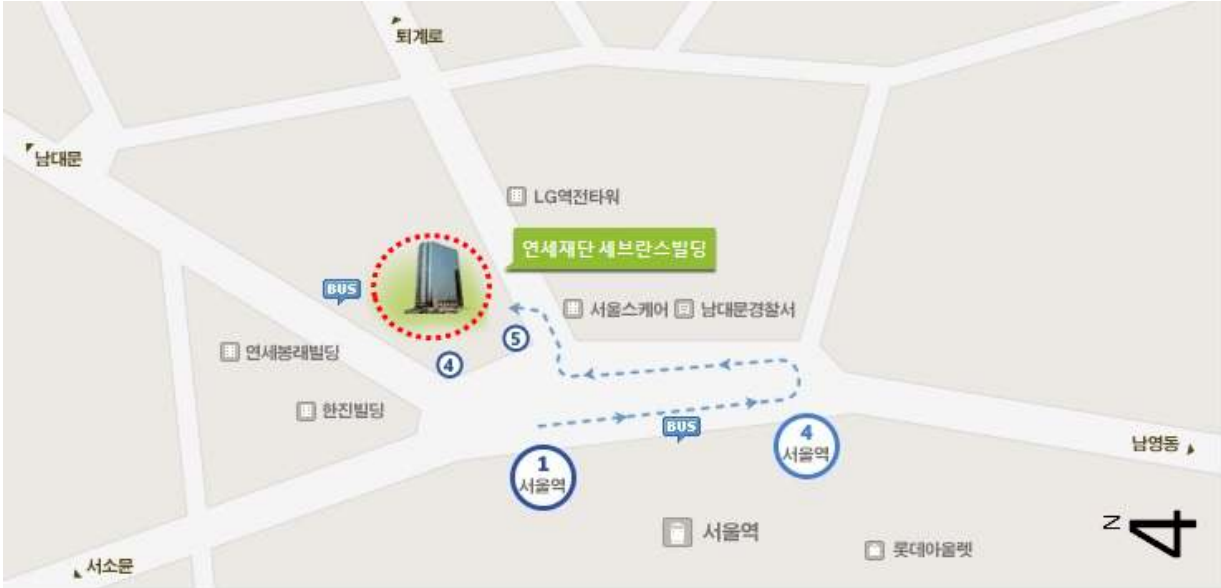 퇴계로
남대문
LG역전타워
연세재단 세브란스빌딩
BUS
서울스퀘어
남대문경찰서
⑤
연세봉래빌딩
④
한진빌딩
BUS
4
서울역
남영동
1
서울역
N
서울역
롯데아울렛
서소문